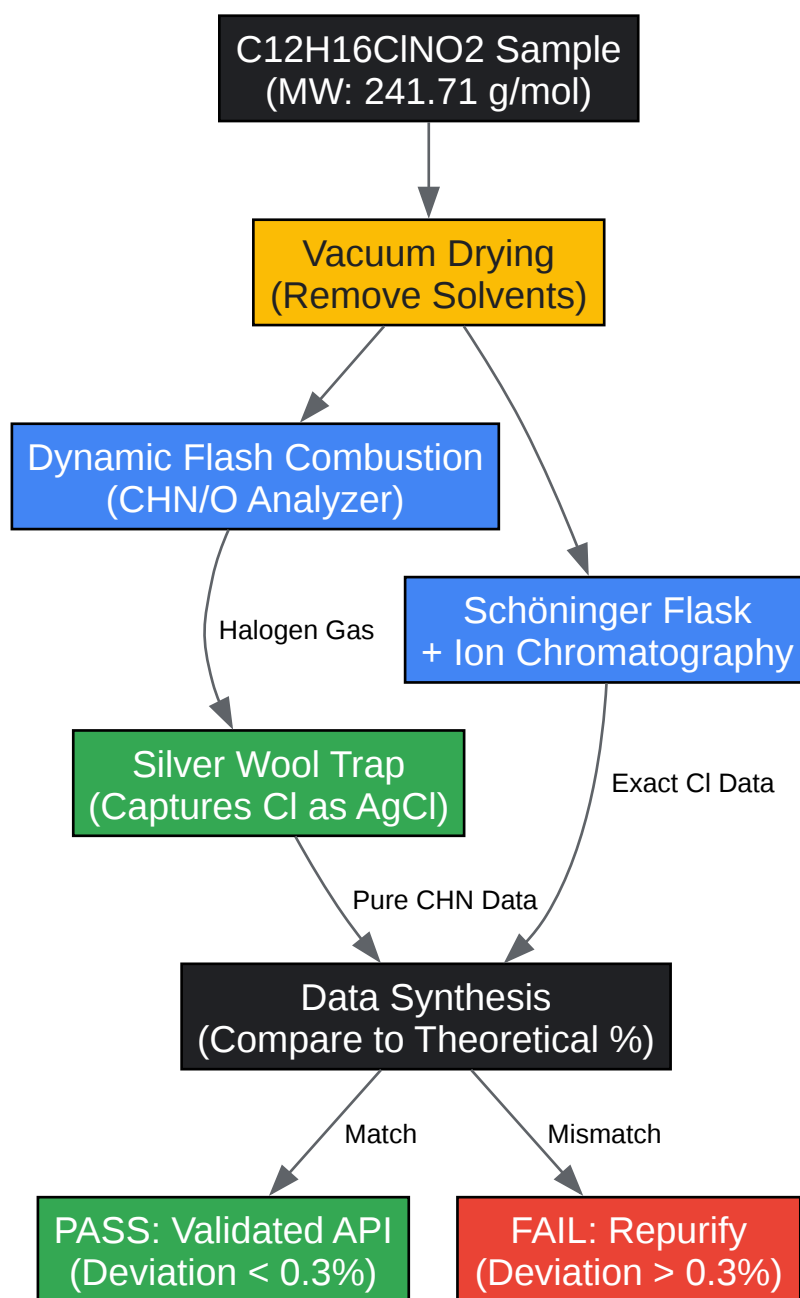 C12H16ClNO2 Sample
(MW: 241.71 g/mol)
Vacuum Drying
(Remove Solvents)
Dynamic Flash Combustion
(CHN/O Analyzer)
Schöninger Flask
+ Ion Chromatography
Halogen Gas
Silver Wool Trap
(Captures Cl as AgCl)
Exact Cl Data
Pure CHN Data
Data Synthesis
(Compare to Theoretical %)
Match
Mismatch
PASS: Validated API
(Deviation < 0.3%)
FAIL: Repurify
(Deviation > 0.3%)